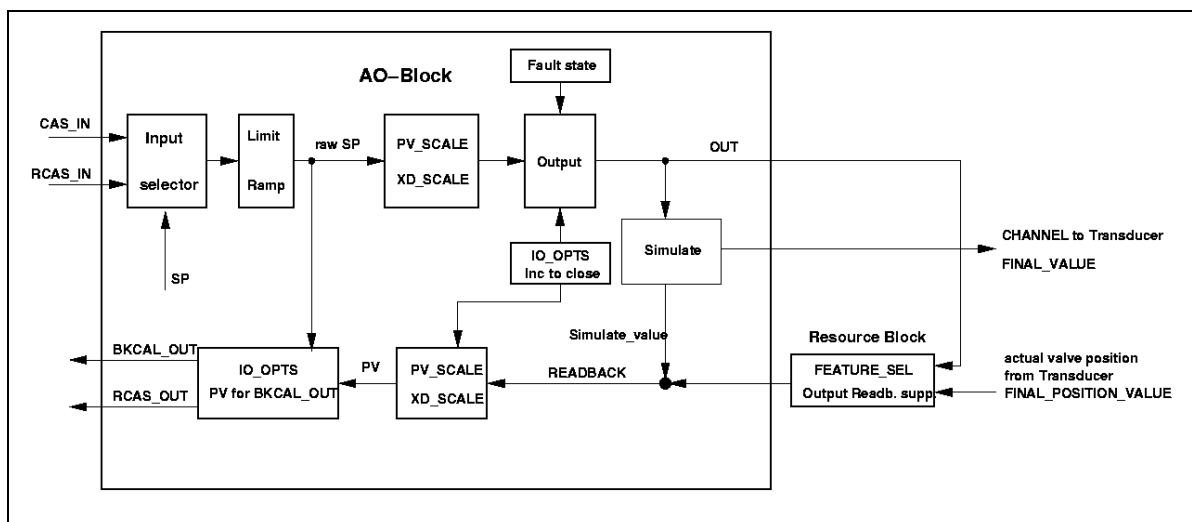 AO–Block
Fault state
CAS_IN
RCAS_IN
Input
selector
SP
Limit
Ramp
raw SP
PV_SCALE
XD_SCALE
Output
OUT
IO_OPTS
Inc to close
Simulate
CHANNEL to Transducer
FINAL_VALUE
Simulate_value
BKCAL_OUT
RCAS_OUT
IO_OPTS
PV for BKCAL_OUT
PV
PV_SCALE
XD_SCALE
READBACK
Resource Block
FEATURE_SEL
Output Readb. supp.
actual valve position
from Transducer
FINAL_POSITION_VALUE